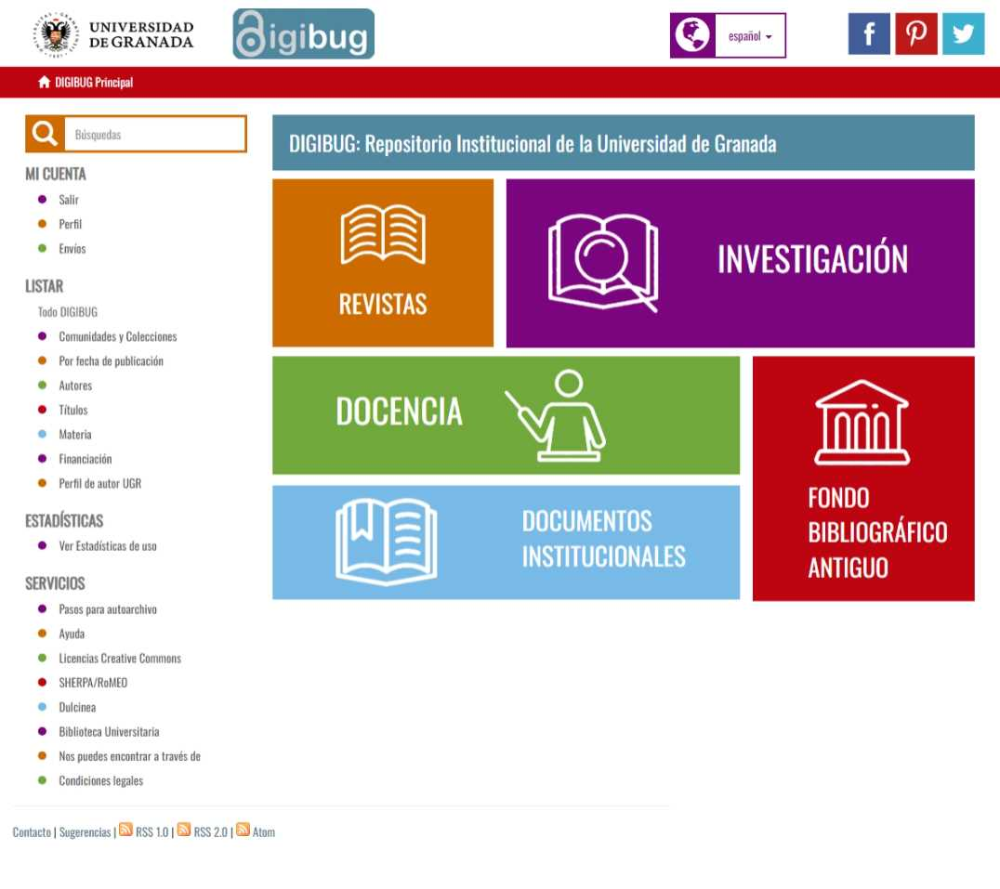 UNIVERSIDAD
DE GRANADA
Digibug
español
DIGIBUG Principal
Búsquedas
MI CUENTA
Salir
Perfil
Envíos
LISTAR
Todo DIGIBUG
Comunidades y Colecciones
Por fecha de publicación
Autores
Títulos
Materia
Financiación
Perfil de autor UGR
ESTADÍSTICAS
Ver Estadísticas de uso
SERVICIOS
Pasos para autoarchivo
Ayuda
Licencias Creative Commons
SHERPA/RoMEO
Dulcinea
Biblioteca Universitaria
Nos puedes encontrar a través de
Condiciones legales
DIGIBUG: Repositorio Institucional de la Universidad de Granada
REVISTAS
INVESTIGACIÓN
DOCENCIA
DOCUMENTOS
INSTITUCIONALES
FONDO
BIBLIOGRÁFICO
ANTIGUO
Contacto | Sugerencias | RSS 1.0 | RSS 2.0 | Atom